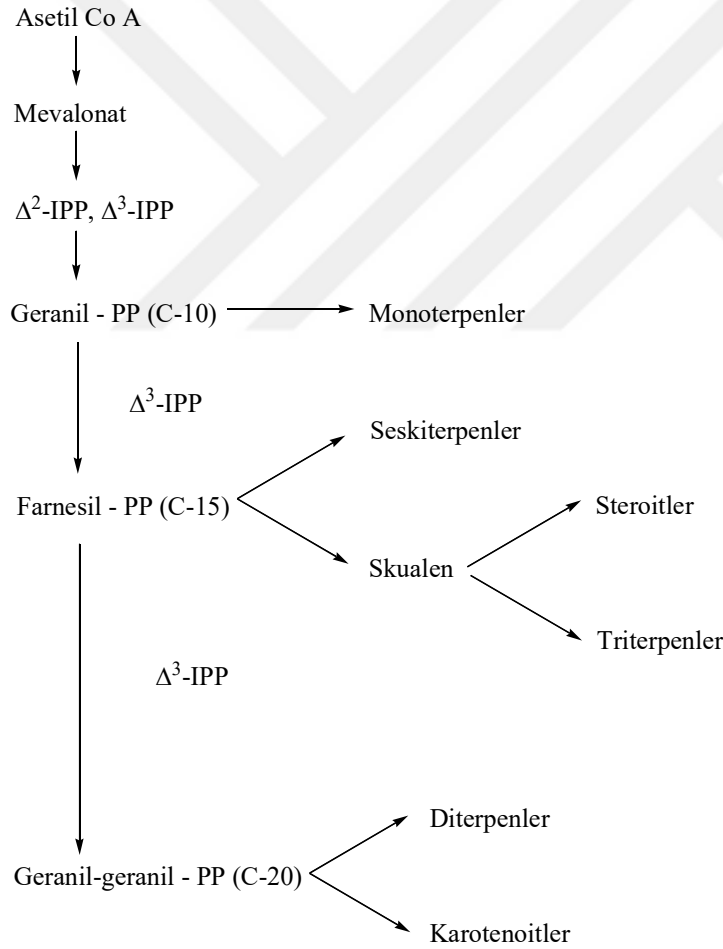 Asetil Co A
Mevalonat
Δ²-IPP, Δ³-IPP
Geranil - PP (C-10)
Monoterpenler
Δ³-IPP
Seskiterpenler
Farnesil - PP (C-15)
Steroitler
Skualen
Triterpenler
Δ³-IPP
Diterpenler
Geranil-geranil - PP (C-20)
Karotenoitler